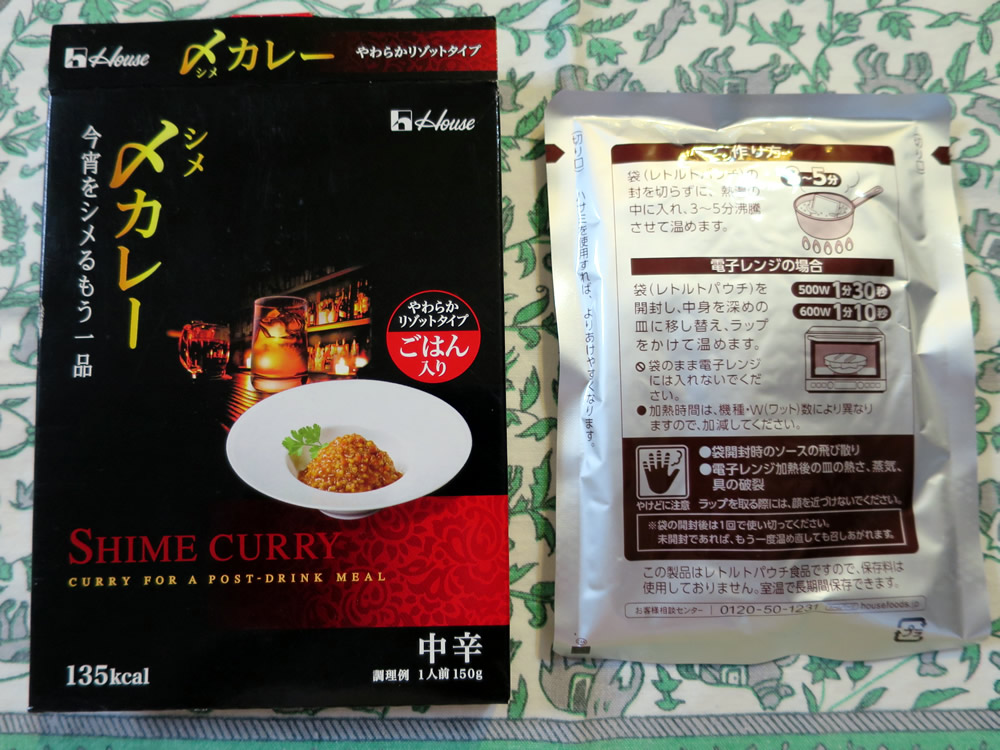 House
〆カレー
シメ
やわらかリゾットタイプ
House
シメ
〆カレー
今宵をシメるもう一品
やわらか
リゾットタイプ
ごはん
入り
SHIME CURRY
CURRY FOR A POST-DRINK MEAL
中辛
135kcal
調理例 1人前150g
切り口
ハサミを使用すれば、よりあけやすくなります。
作り方
袋(レトルトパウチ)の
封を切らずに、熱湯の
中に入れ、3～5分沸騰
させて温めます。
3～5分
電子レンジの場合
袋(レトルトパウチ)を
開封し、中身を深めの
皿に移し替え、ラップ
をかけて温めます。
500W 1分30秒
600W 1分10秒
袋のまま電子レンジ
には入れないでくだ
さい。
●加熱時間は、機種・W(ワット)数により異なり
ますので、加減してください。
●袋開封時のソースの飛び散り
●電子レンジ加熱後の皿の熱さ、蒸気、
具の破裂
やけどに注意 ラップを取る際には、顔を近づけないでください。
※袋の開封後は1回で使い切ってください。
未開封であれば、もう一度温め直しても召しあがれます。
この製品はレトルトパウチ食品ですので、保存料は
使用しておりません。室温で長期間保存できます。
お客様相談センター 0120-50-1231 housefoods.jp
プラ